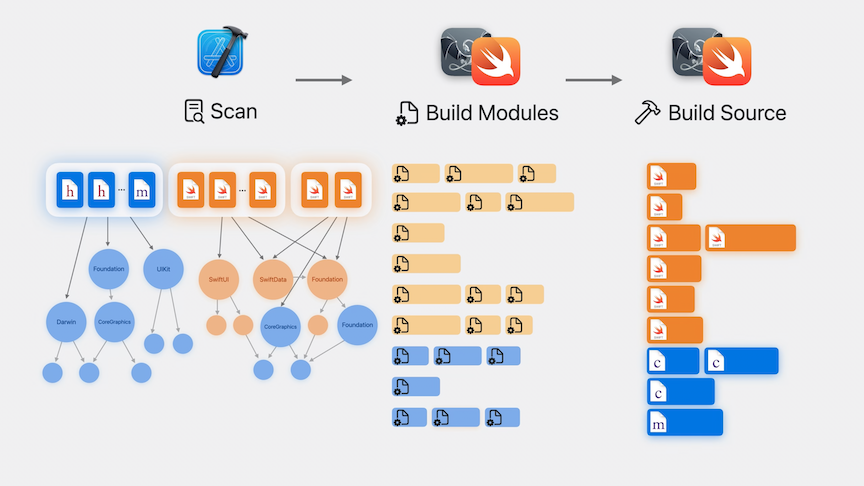 Scan
Build Modules
Build Source
h
h
...
m
...
Foundation
UIKit
SwiftUI
SwiftData
Foundation
Darwin
CoreGraphics
CoreGraphics
Foundation
c
c
c
m